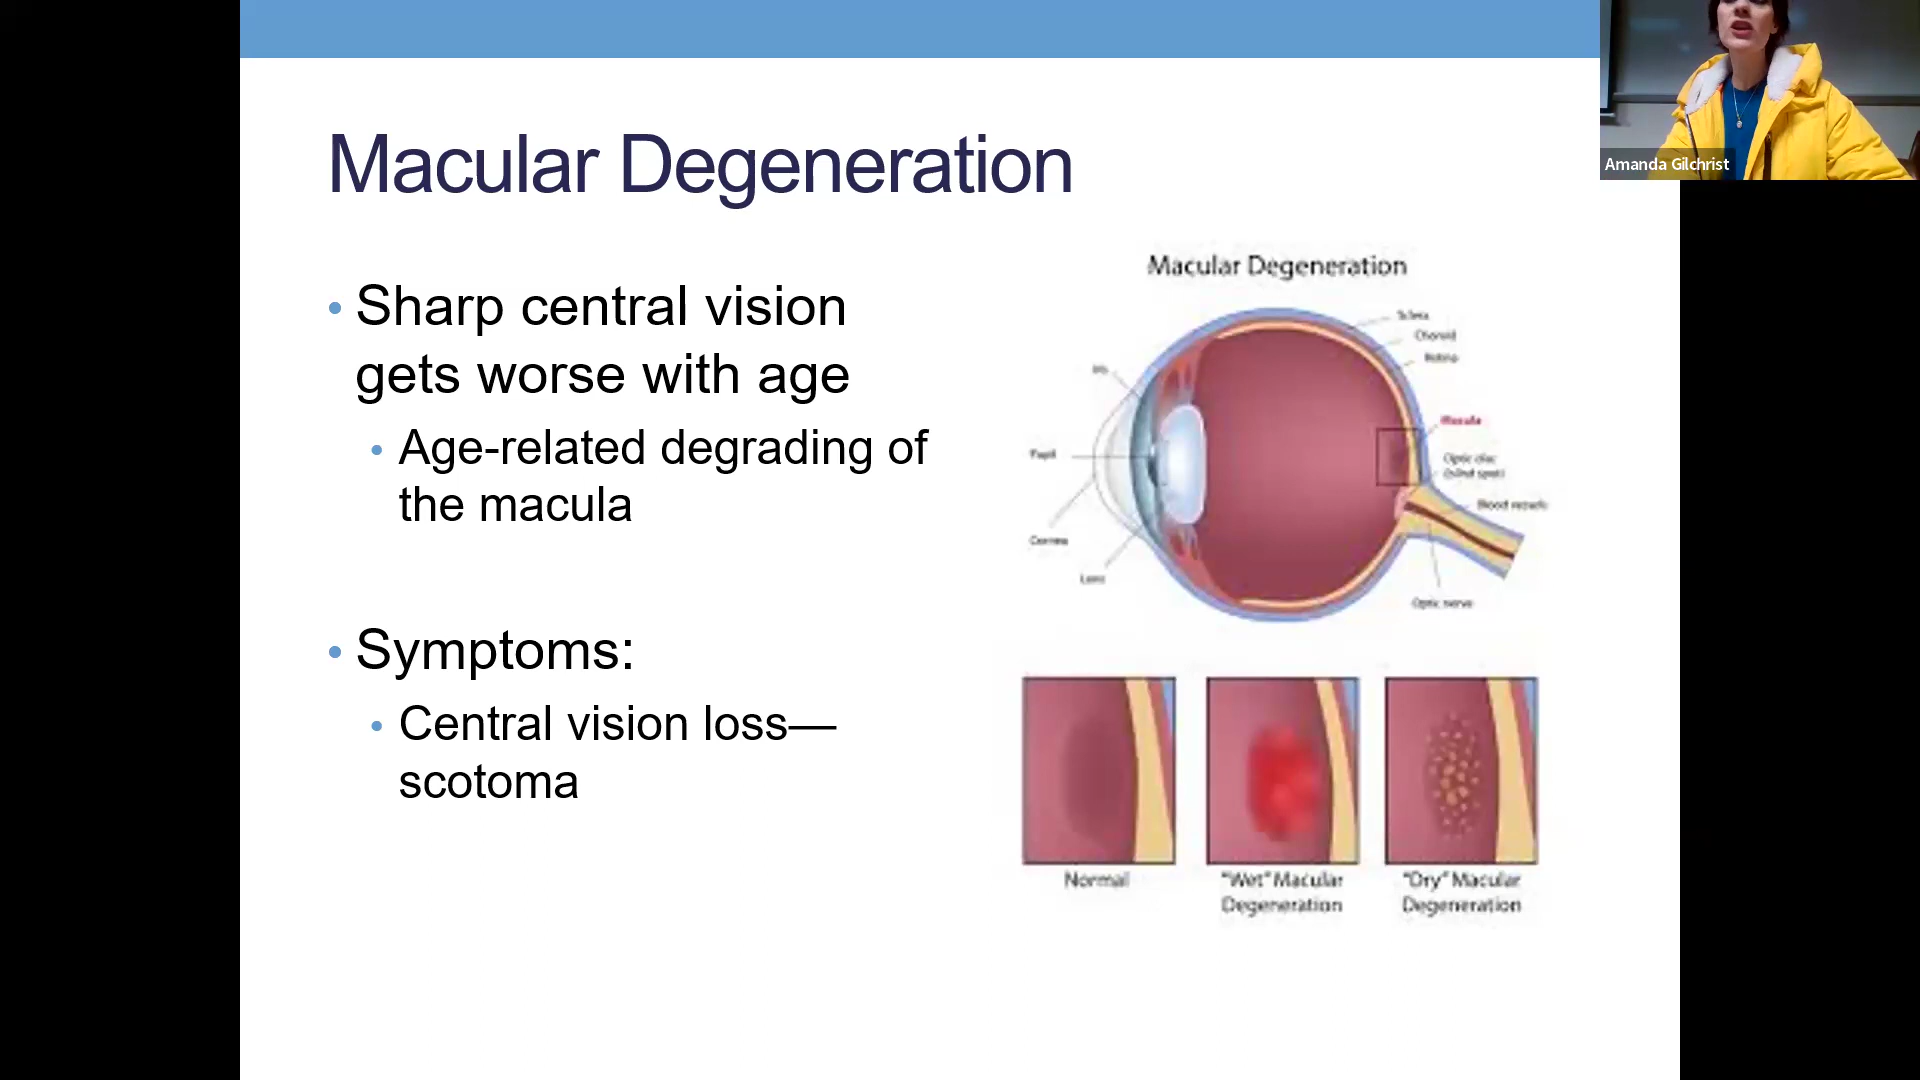 Macular Degeneration
Amanda Gilchrist
• Sharp central vision
gets worse with age
• Age-related degrading of
the macula
• Symptoms:
• Central vision loss—
scotoma
Macular Degeneration
Sclera
Choroid
Retina
Iris
Macula
Pupil
Optic disc
(blind spot)
Blood vessels
Cornea
Lens
Optic nerve
Normal
"Wet" Macular
Degeneration
"Dry" Macular
Degeneration